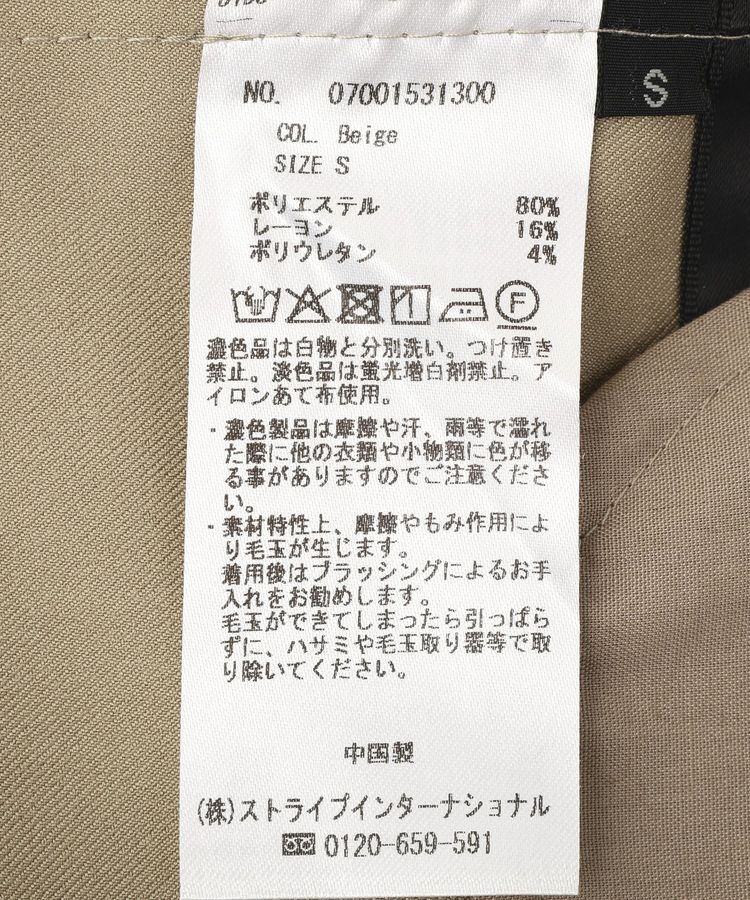 NO. 07001531300
S
COL. Beige
SIZE S
ポリエステル 80%
レーヨン 16%
ポリウレタン 4%
濃色品は白物と分別洗い。つけ置き
禁止。淡色品は蛍光増白剤禁止。ア
イロンあて布使用。
・濃色製品は摩擦や汗、雨等で濡れ
た際に他の衣類や小物類に色が移
る事がありますのでご注意くださ
い。
・素材特性上、摩擦やもみ作用によ
り毛玉が生じます。
着用後はブラッシングによるお手
入れをお勧めします。
毛玉ができてしまったら引っぱら
ずに、ハサミや毛玉取り器等で取
り除いてください。
中国製
(株)ストライプインターナショナル
0120-659-591